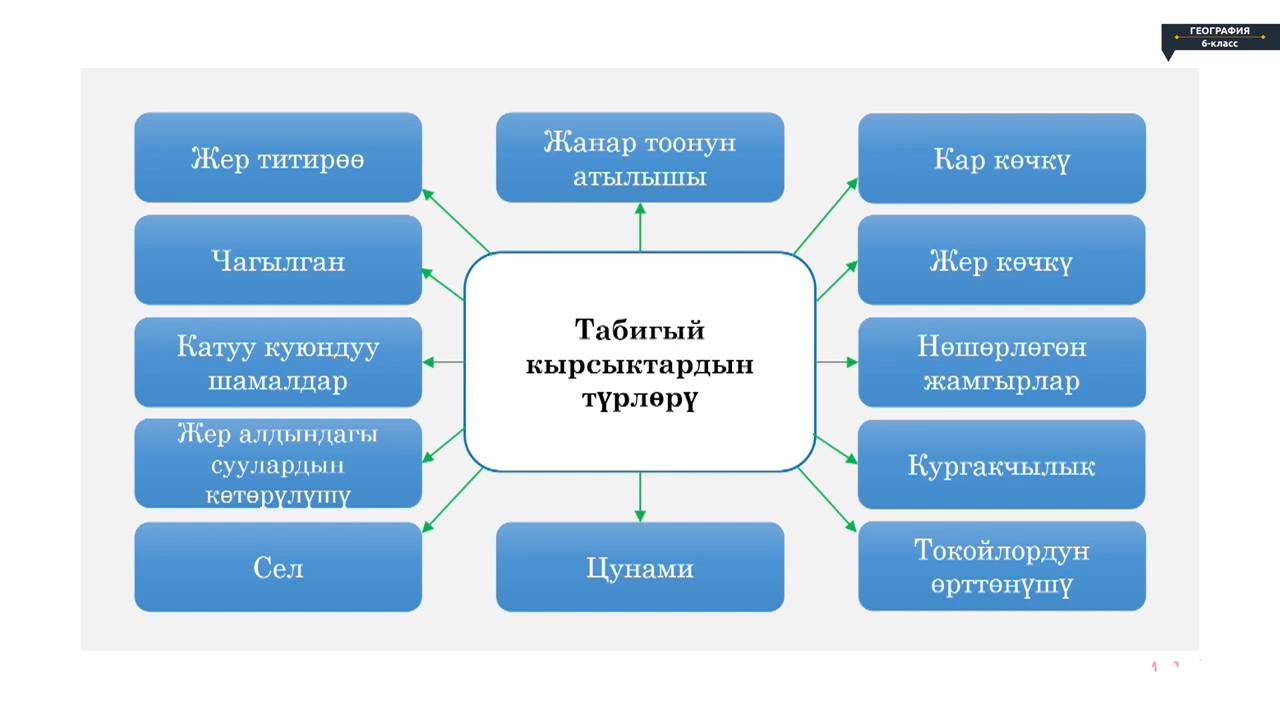 ГЕОГРАФИЯ
6-класс
Жер титирөө
Жанар тоонун
атылышы
Кар көчкү
Чагылган
Жер көчкү
Катуу куюндуу
шамалдар
Табигый
кырсыктардын
түрлөрү
Нөшөрлөгөн
жамгырлар
Жер алдындагы
суулардын
көтөрүлүшү
Кургакчылык
Сел
Цунами
Токойлордун
өрттөнүшү